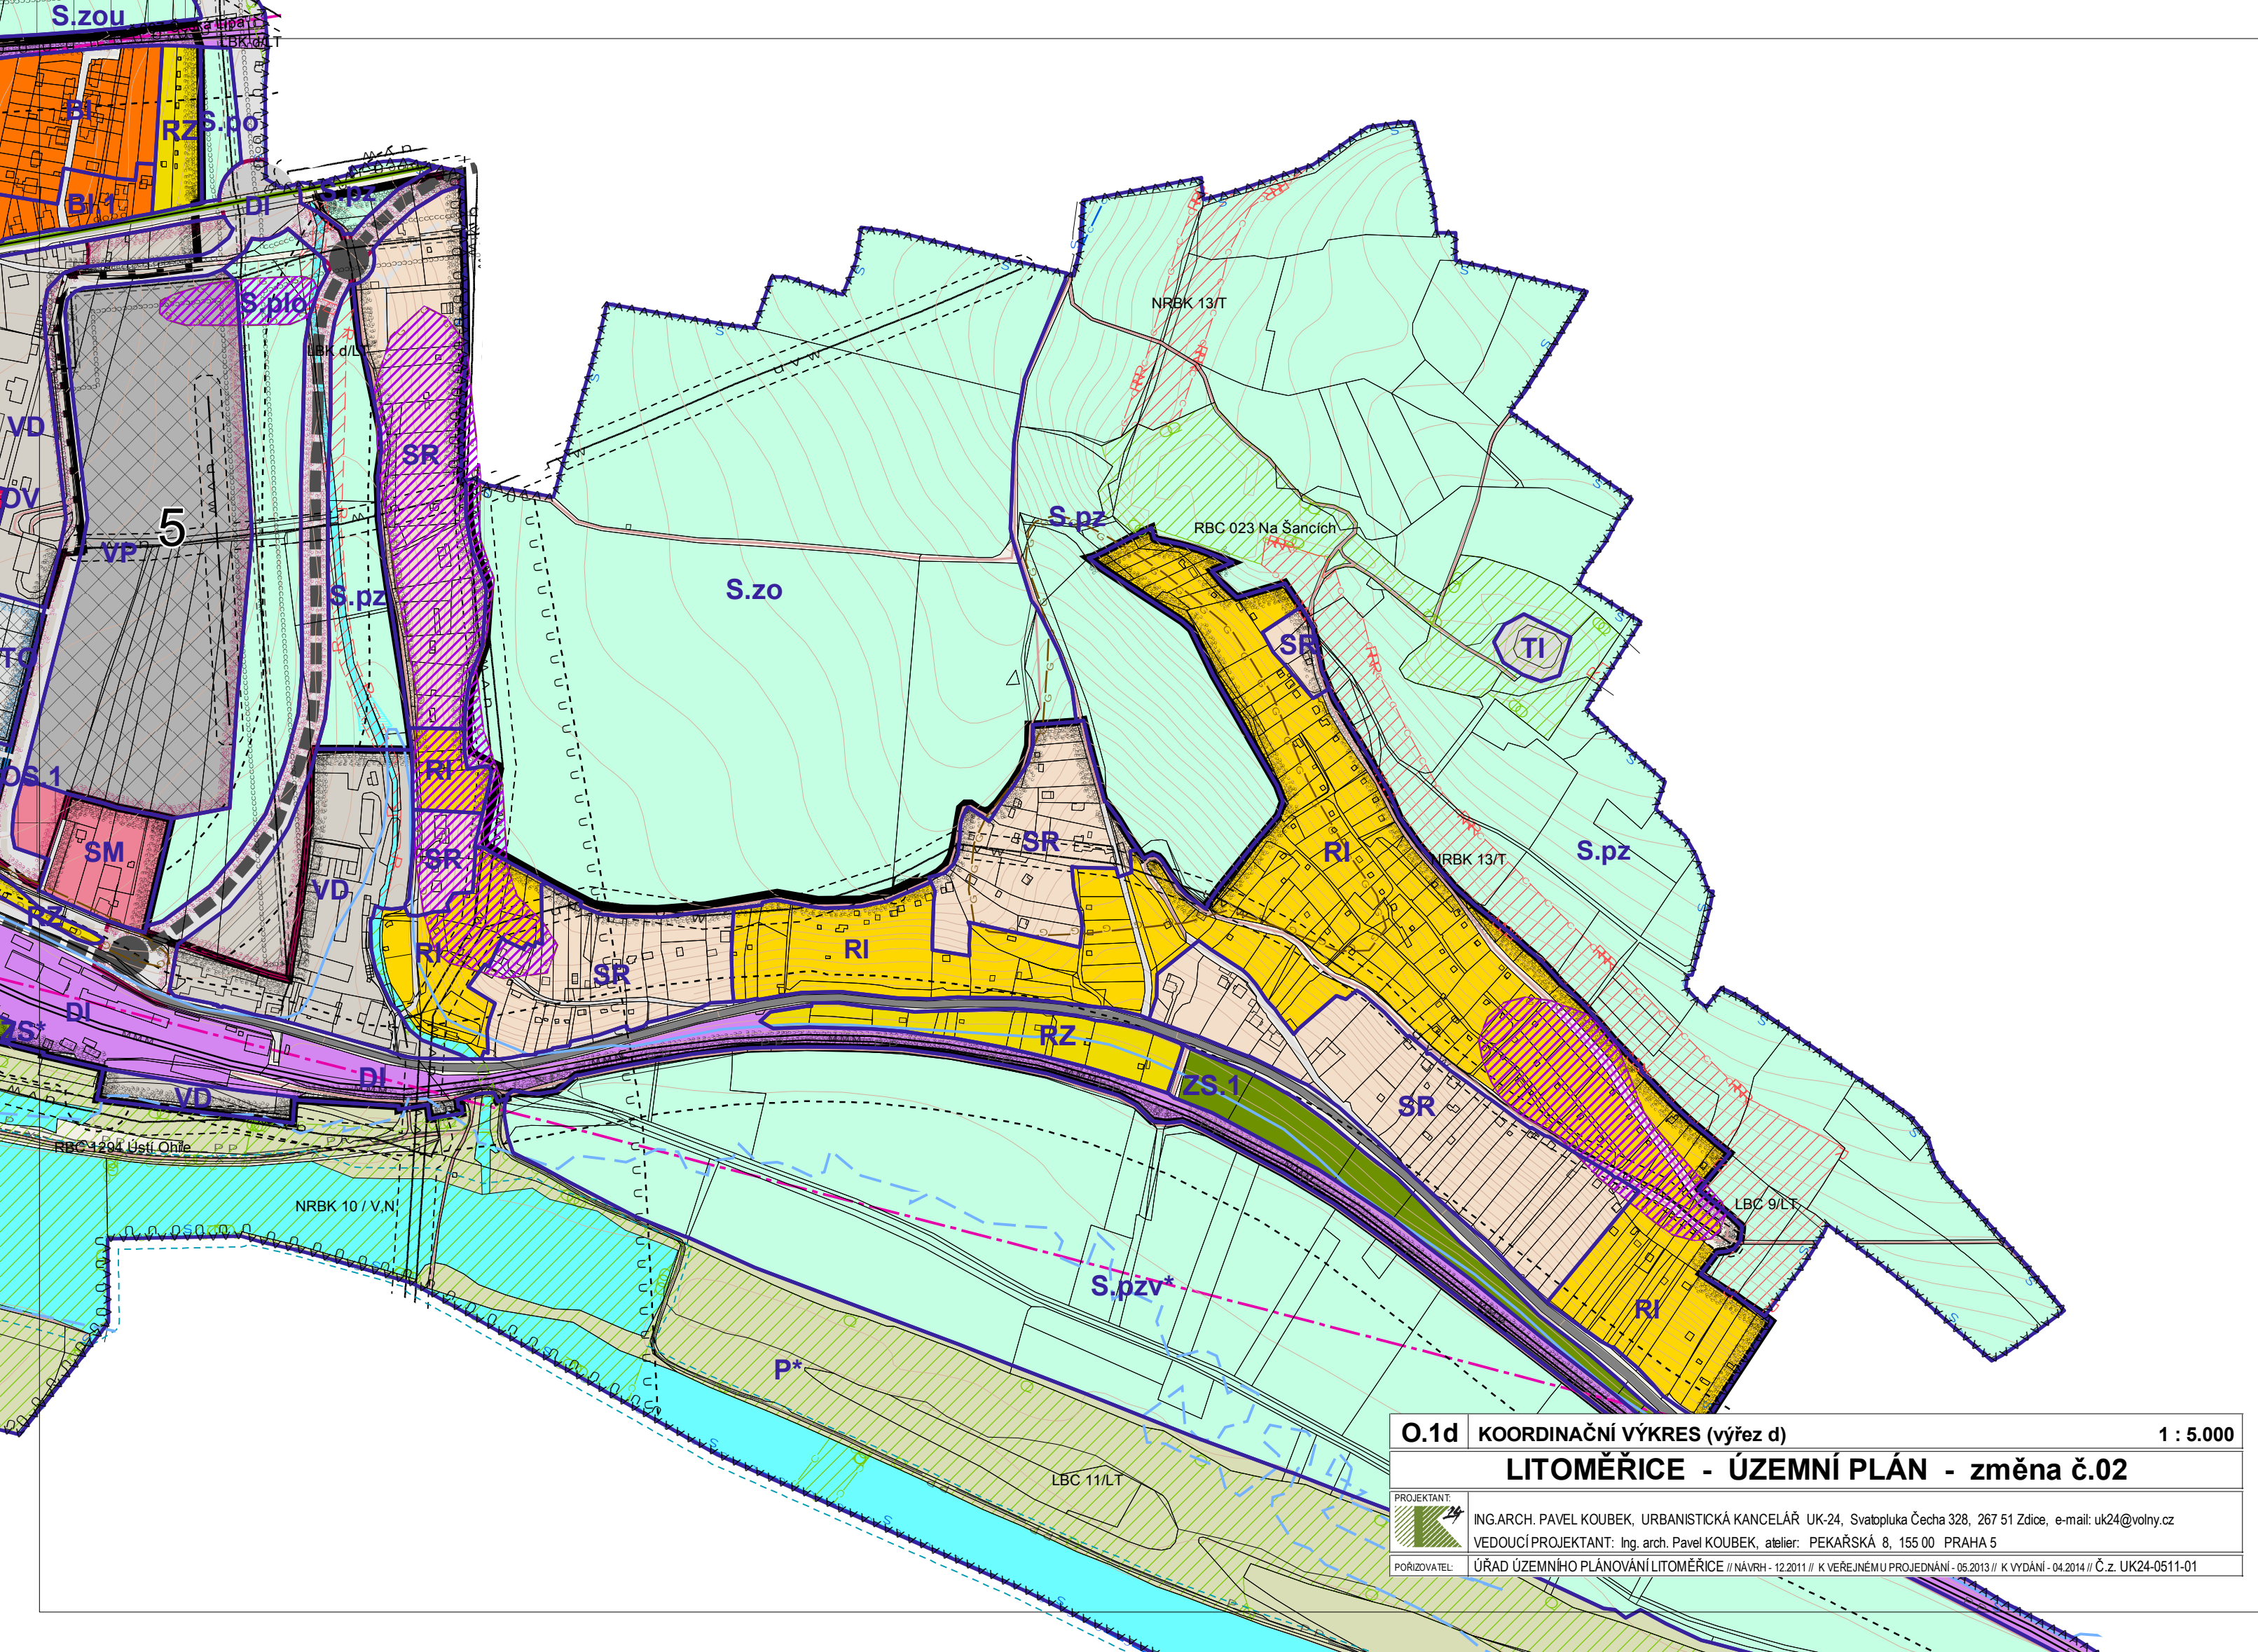 S.zou
LBK d/LT
BI
RZ
S.po
BI.1
DI
S.pz
S.plo
NRBK 13/T
LBK d/LT
VD
SR
OV
5
VP
S.pz
RBC 023 Na Šancích
S.zo
S.pz
SR
TI
RI
OS.1
SM
SR
SR
RI
S.pz
NRBK 13/T
VD
RZ
RI
SR
RI
DI
ZS*
RZ
DI
ZS.1
VD
SR
RBC 1294 Ústí Ohře
NRBK 10 / V,N
LBC 9/LT
S.pzv*
RI
P*
LBC 11/LT
O.1d KOORDINAČNÍ VÝKRES (výřez d) 1 : 5.000
LITOMĚŘICE - ÚZEMNÍ PLÁN - změna č.02
PROJEKTANT:
24
ING.ARCH. PAVEL KOUBEK, URBANISTICKÁ KANCELÁŘ UK-24, Svatopluka Čecha 328, 267 51 Zdice, e-mail: uk24@volny.cz
VEDOUCÍ PROJEKTANT: Ing. arch. Pavel KOUBEK, atelier: PEKAŘSKÁ 8, 155 00 PRAHA 5
POŘIZOVATEL: ÚŘAD ÚZEMNÍHO PLÁNOVÁNÍ LITOMĚŘICE // NÁVRH - 12.2011 // K VEŘEJNÉMU PROJEDNÁNÍ - 05.2013 // K VYDÁNÍ - 04.2014 // Č.z. UK24-0511-01